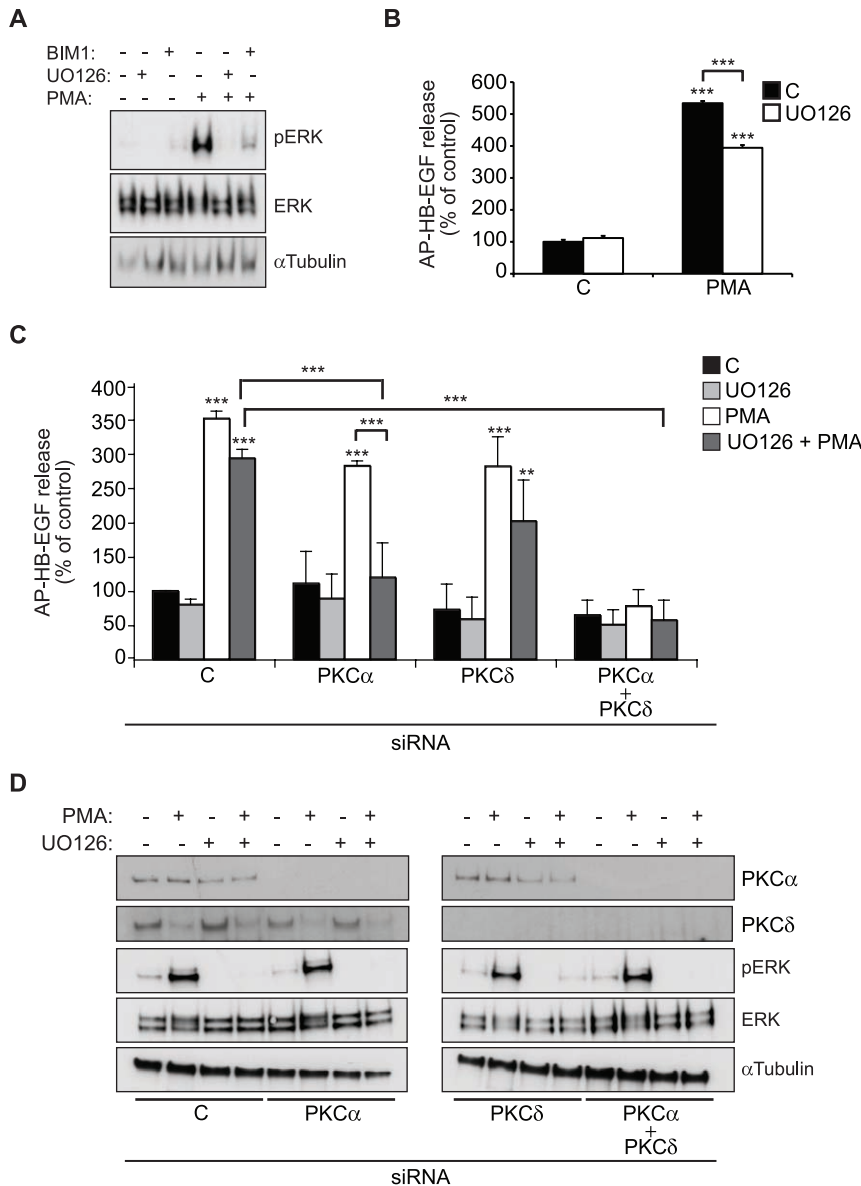 A
BIM1: - - + - - +
UO126: - + - - + -
PMA: - - - + + +
pERK
ERK
αTubulin
B
AP-HB-EGF release
(% of control)
600
500
400
300
200
100
0
***
***
***
C
UO126
C PMA
C
AP-HB-EGF release
(% of control)
400
350
300
250
200
150
100
50
0
***
***
***
***
***
***
***
**
C
UO126
PMA
UO126 + PMA
C PKCα PKCδ PKCα
+
PKCδ
siRNA
D
PMA: - + - + - + - + - + - + - + - +
UO126: - - + + - - + + - - + + - - + +
PKCα
PKCδ
pERK
ERK
αTubulin
C PKCα PKCδ PKCα
+
PKCδ
siRNA